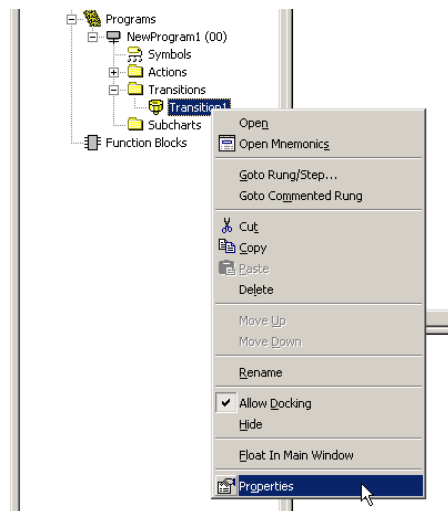 Programs
NewProgram1 (00)
Symbols
Actions
Transitions
Transition1
Subcharts
Function Blocks
Open
Open Mnemonics
Goto Rung/Step...
Goto Commented Rung
Cut
Copy
Paste
Delete
Move Up
Move Down
Rename
Allow Docking
Hide
Float In Main Window
Properties